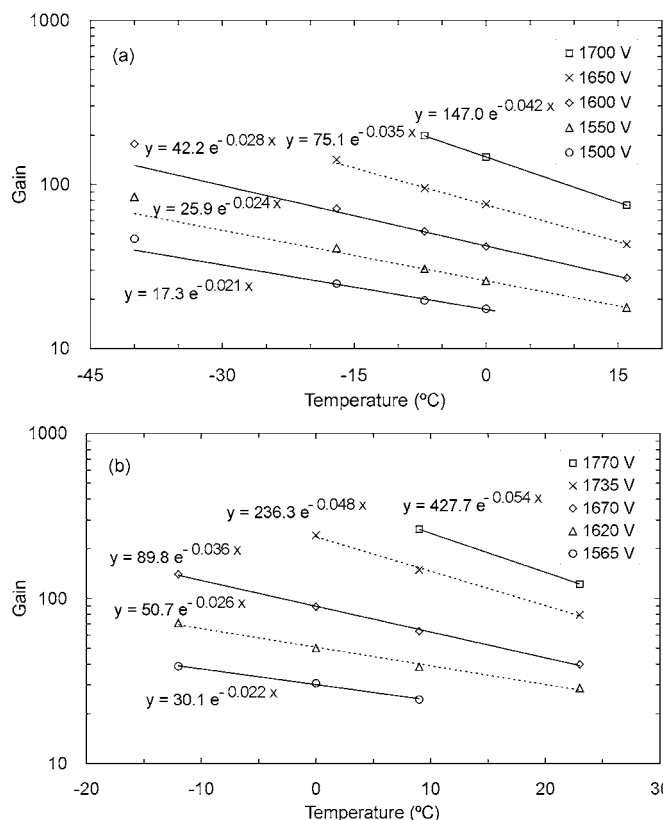 1000
(a)
1700 V
1650 V
1600 V
1550 V
1500 V
y = 147.0 e^-0.042 x
y = 42.2 e^-0.028 x
y = 75.1 e^-0.035 x
100
Gain
y = 25.9 e^-0.024 x
y = 17.3 e^-0.021 x
10
-45 -30 -15 0 15
Temperature (ºC)
1000
(b)
1770 V
1735 V
1670 V
1620 V
1565 V
y = 236.3 e^-0.048 x
y = 427.7 e^-0.054 x
y = 89.8 e^-0.036 x
Gain
100
y = 50.7 e^-0.026 x
y = 30.1 e^-0.022 x
10
-20 -10 0 10 20
Temperature (ºC)